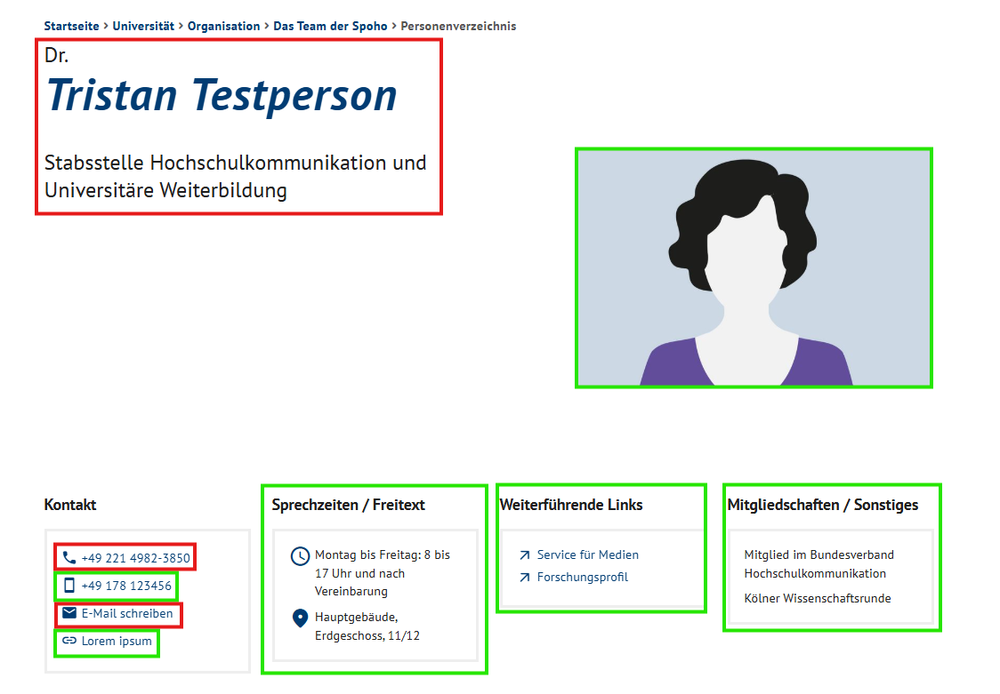 Startseite > Universität > Organisation > Das Team der Spoho > Personenverzeichnis
Dr.
Tristan Testperson
Stabsstelle Hochschulkommunikation und
Universitäre Weiterbildung
Kontakt
+49 221 4982-3850
+49 178 123456
E-Mail schreiben
Lorem ipsum
Sprechzeiten / Freitext
Montag bis Freitag: 8 bis
17 Uhr und nach
Vereinbarung
Hauptgebäude,
Erdgeschoss, 11/12
Weiterführende Links
Service für Medien
Forschungsprofil
Mitgliedschaften / Sonstiges
Mitglied im Bundesverband
Hochschulkommunikation
Kölner Wissenschaftsrunde